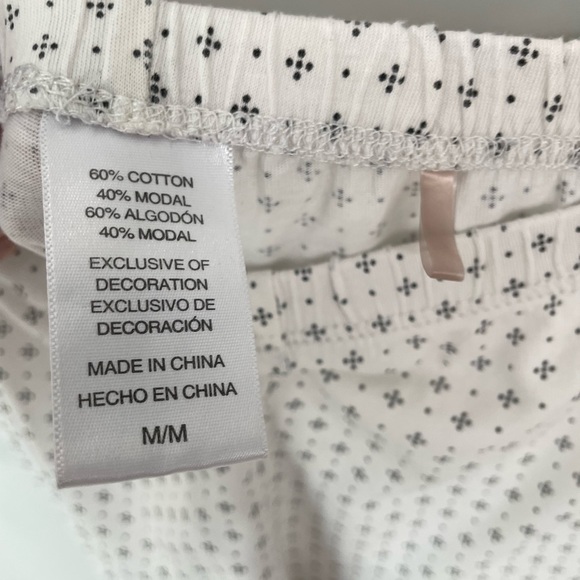 60% COTTON
40% MODAL
60% ALGODÓN
40% MODAL
EXCLUSIVE OF
DECORATION
EXCLUSIVO DE
DECORACIÓN
MADE IN CHINA
HECHO EN CHINA
M/M